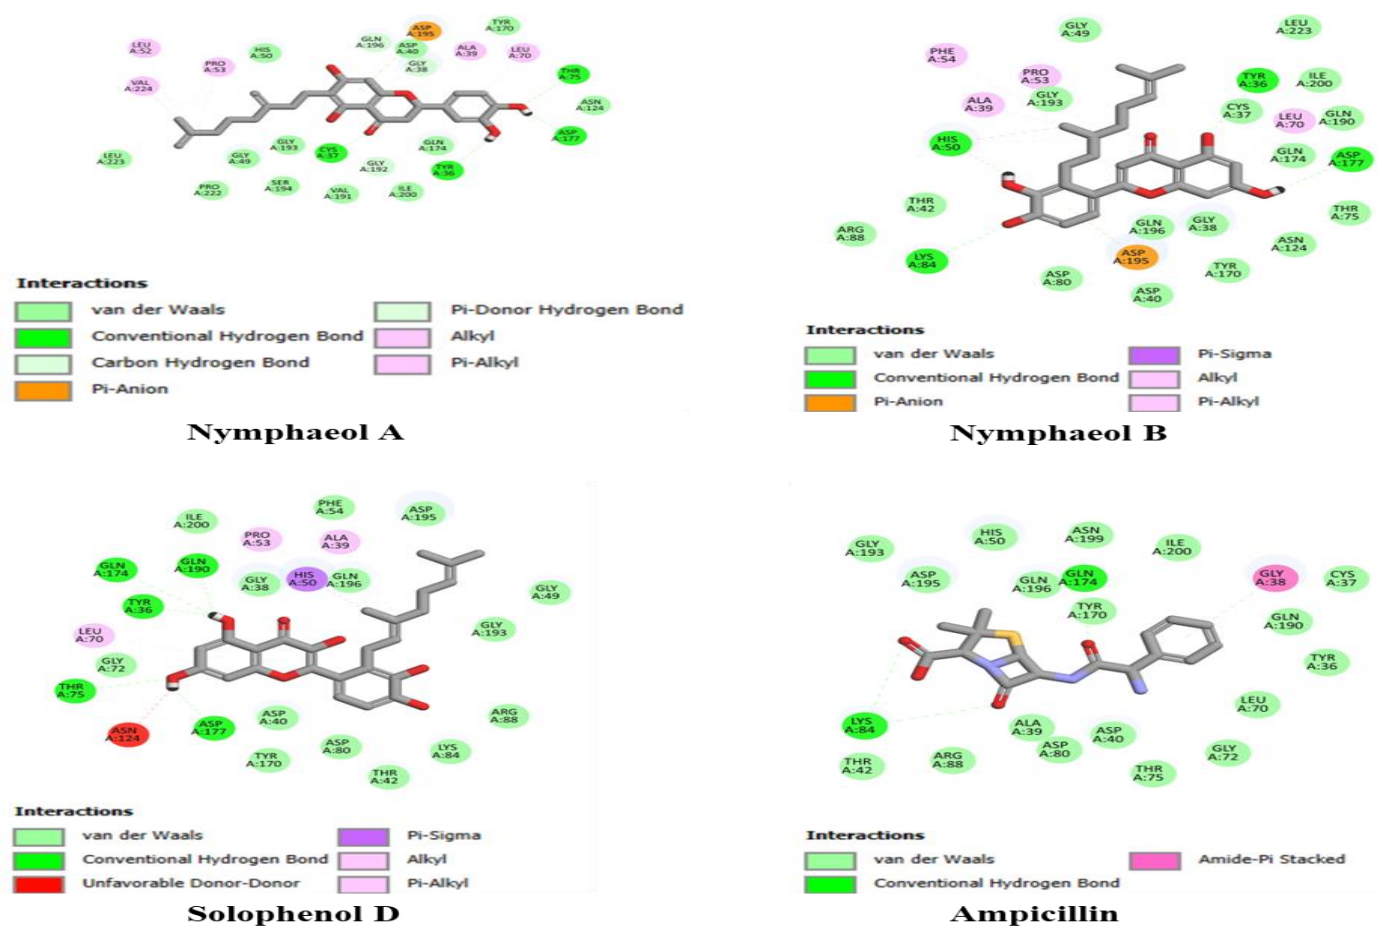 LEU
A:52
HIS
A:50
GLN
A:196
ASP
A:195
ASP
A:40
TYR
A:170
ALA
A:39
LEU
A:70
PRO
A:53
GLY
A:38
VAL
A:224
THR
A:75
ASN
A:124
ASP
A:177
LEU
A:223
GLY
A:49
GLY
A:193
CYS
A:37
GLY
A:192
GLN
A:174
TYR
A:36
PRO
A:222
SER
A:194
VAL
A:191
ILE
A:200
Interactions
van der Waals
Conventional Hydrogen Bond
Carbon Hydrogen Bond
Pi-Anion
Pi-Donor Hydrogen Bond
Alkyl
Pi-Alkyl
Nymphaeol A
GLY
A:49
LEU
A:223
PHE
A:54
PRO
A:53
GLY
A:193
ALA
A:39
TYR
A:36
ILE
A:200
CYS
A:37
LEU
A:70
GLN
A:190
HIS
A:50
GLN
A:174
ASP
A:177
THR
A:42
ARG
A:88
LYS
A:84
GLN
A:196
GLY
A:38
THR
A:75
ASN
A:124
ASP
A:195
TYR
A:170
ASP
A:80
ASP
A:40
Interactions
van der Waals
Conventional Hydrogen Bond
Pi-Anion
Pi-Sigma
Alkyl
Pi-Alkyl
Nymphaeol B
PHE
A:54
ASP
A:195
ILE
A:200
PRO
A:53
ALA
A:39
GLN
A:174
GLN
A:190
GLY
A:38
HIS
A:50
GLN
A:196
GLY
A:49
TYR
A:36
GLY
A:193
LEU
A:70
GLY
A:72
THR
A:75
ASN
A:124
ASP
A:177
ASP
A:40
ARG
A:88
TYR
A:170
ASP
A:80
LYS
A:84
THR
A:42
Interactions
van der Waals
Conventional Hydrogen Bond
Unfavorable Donor-Donor
Pi-Sigma
Alkyl
Pi-Alkyl
Solophenol D
GLY
A:193
HIS
A:50
ASN
A:199
ILE
A:200
ASP
A:195
GLN
A:196
GLN
A:174
GLY
A:38
CYS
A:37
TYR
A:170
GLN
A:190
TYR
A:36
LEU
A:70
LYS
A:84
ALA
A:39
ASP
A:80
ASP
A:40
GLY
A:72
THR
A:42
ARG
A:88
THR
A:75
Interactions
van der Waals
Conventional Hydrogen Bond
Amide-Pi Stacked
Ampicillin